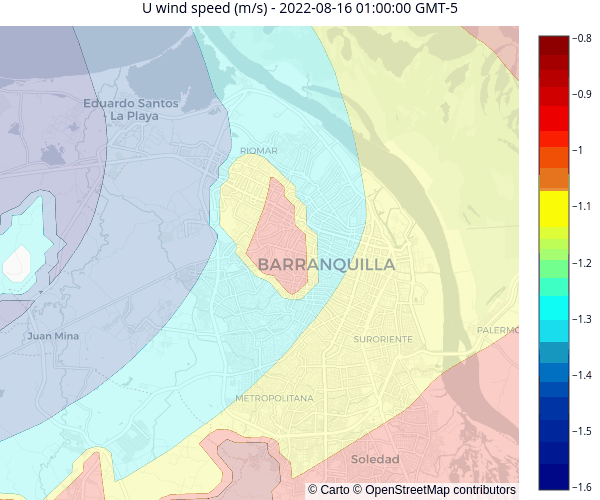 U wind speed (m/s) - 2022-08-16 01:00:00 GMT-5
Eduardo Santos
La Playa
RIOMAR
BARRANQUILLA
Juan Mina
SURORIENTE
PALERMO
METROPOLITANA
Soledad
© Carto © OpenStreetMap contributors
−0.8
−0.9
−1
−1.1
−1.2
−1.3
−1.4
−1.5
−1.6